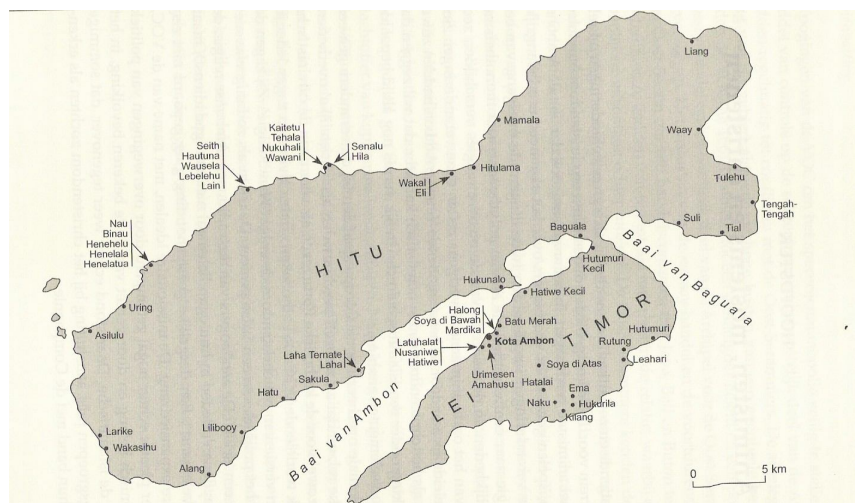 Liang
Mamala
Kaitetu
Tehala
Nukuhali
Wawani
Senalu
Hila
Waay
Seith
Hautuna
Wausela
Lebelehu
Lain
Hitulama
Wakal
Eli
Tulehu
Tengah-
Tengah
Nau
Binau
Henehelu
Henelala
Henelatua
Suli
Tial
Baguala
HITU
Hutumuri
Kecil
Baai van Baguala
Hukunalo
Hatiwe Kecil
Uring
Asilulu
Halong
Soya di Bawah
Mardika
Batu Merah
LEI TIMOR
Kota Ambon
Hutumuri
Rutung
Latuhalat
Nusaniwe
Hatiwe
Leahari
Laha Ternate
Laha
Urimesen
Amahusu
Soya di Atas
Sakula
Hatu
Hatalai
Ema
Naku
Hukurila
Kilang
Baai van Ambon
Larike
Wakasihu
Lilibooy
Alang
0 5 km